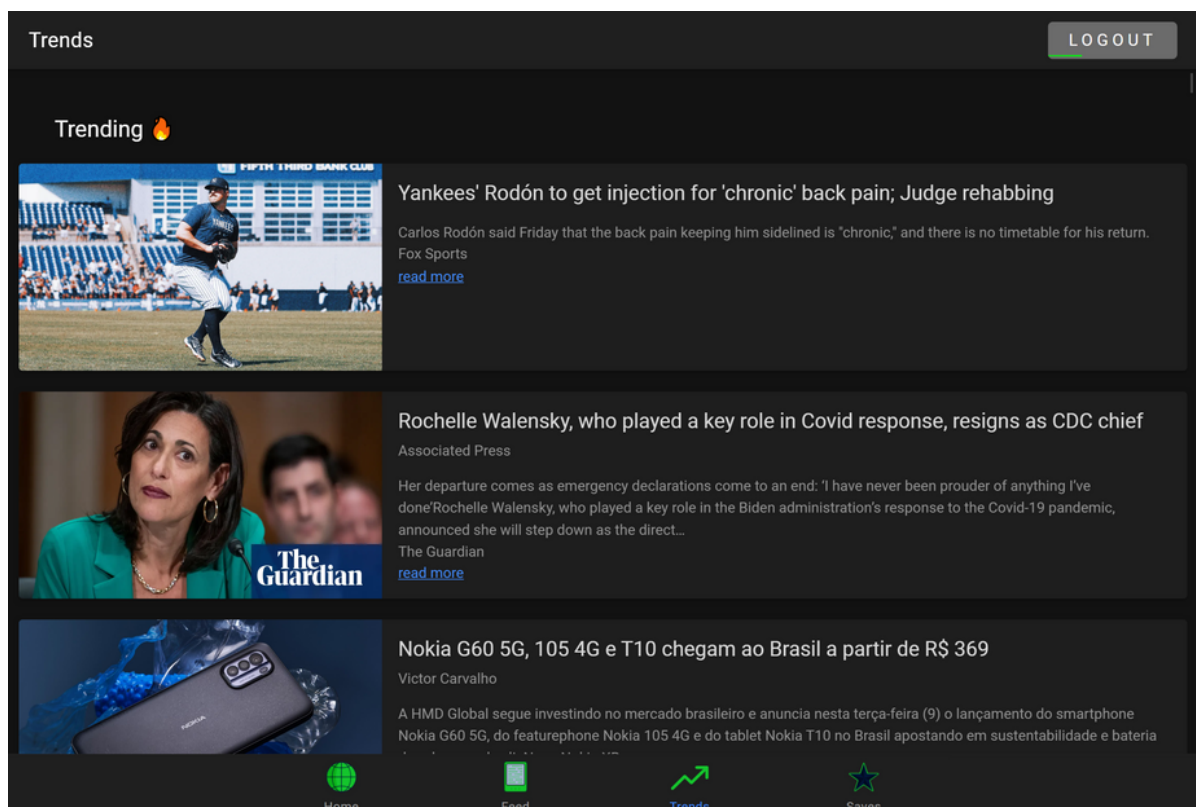 Trends
LOGOUT
Trending 🔥
FIFTH THIRD BANK CLUB
YANKEES
Yankees' Rodón to get injection for 'chronic' back pain; Judge rehabbing
Carlos Rodón said Friday that the back pain keeping him sidelined is "chronic," and there is no timetable for his return.
Fox Sports
read more
The
Guardian
Rochelle Walensky, who played a key role in Covid response, resigns as CDC chief
Associated Press
Her departure comes as emergency declarations come to an end: 'I have never been prouder of anything I've
done'Rochelle Walensky, who played a key role in the Biden administration's response to the Covid-19 pandemic,
announced she will step down as the direct…
The Guardian
read more
NOKIA
Nokia G60 5G, 105 4G e T10 chegam ao Brasil a partir de R$ 369
Victor Carvalho
A HMD Global segue investindo no mercado brasileiro e anuncia nesta terça-feira (9) o lançamento do smartphone
Nokia G60 5G, do featurephone Nokia 105 4G e do tablet Nokia T10 no Brasil apostando em sustentabilidade e bateria
Home
Feed
Trends
Saves